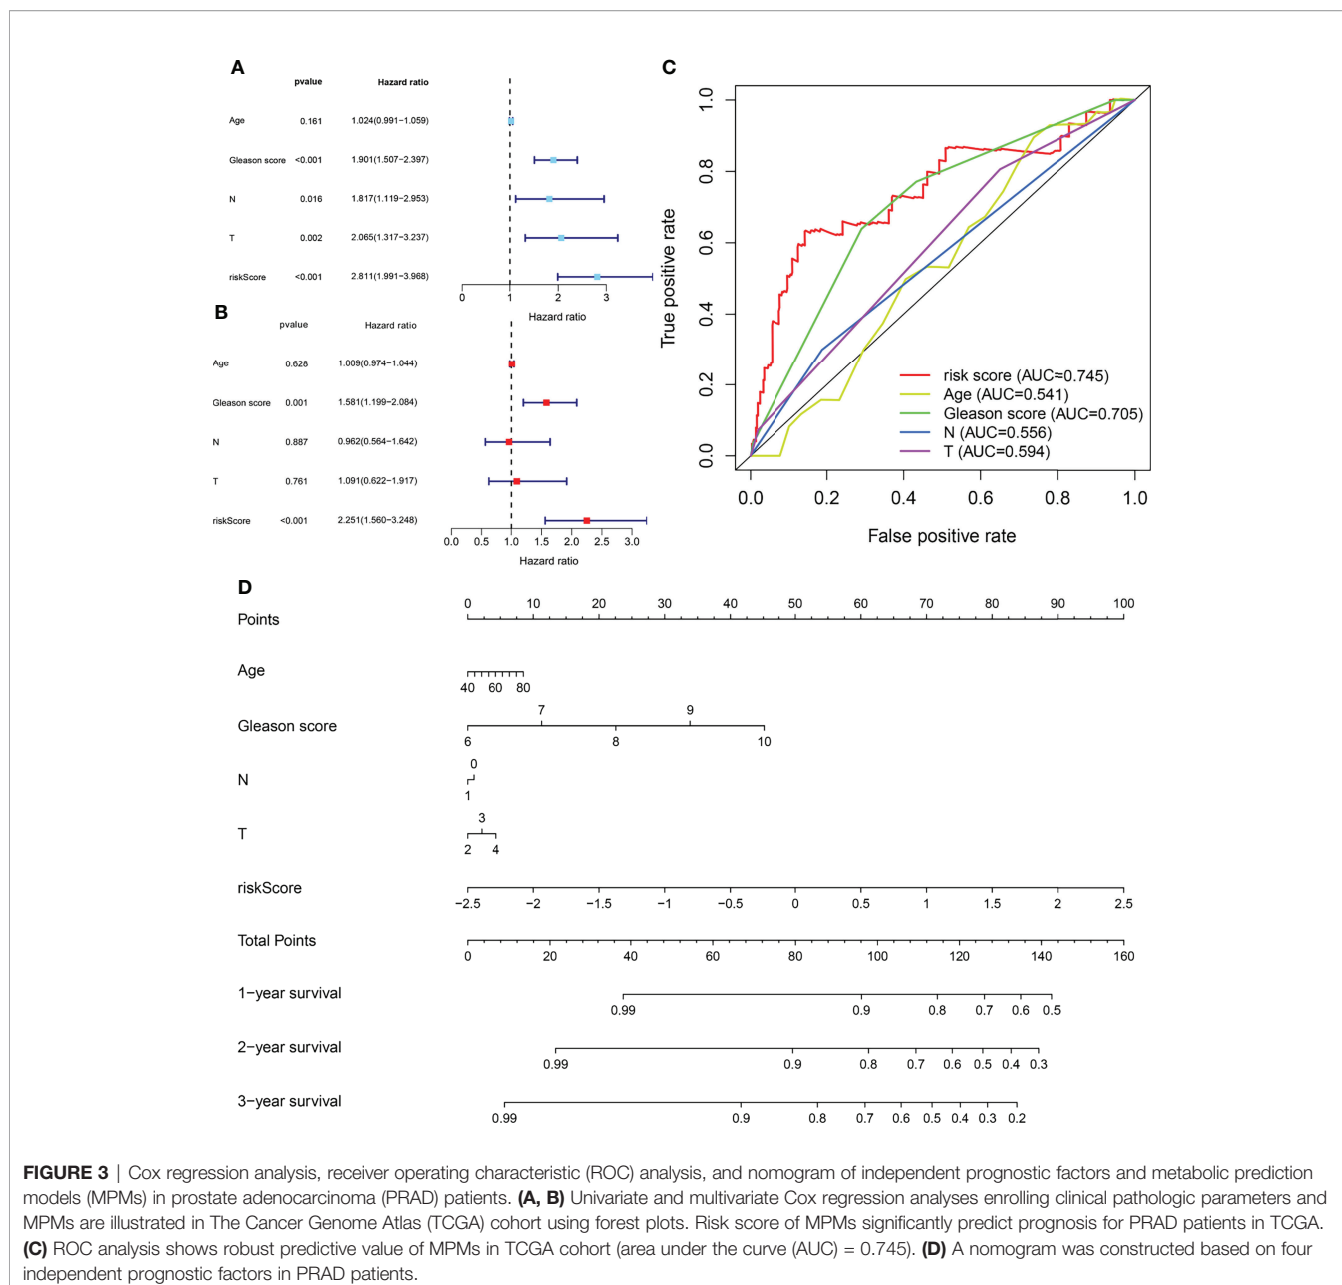 A
pvalue Hazard ratio
Age 0.161 1.024(0.991−1.059)
Gleason score <0.001 1.901(1.507−2.397)
N 0.016 1.817(1.119−2.953)
T 0.002 2.065(1.317−3.237)
riskScore <0.001 2.811(1.991−3.968)
0 1 2 3
Hazard ratio
B
pvalue Hazard ratio
Age 0.628 1.009(0.974−1.044)
Gleason score 0.001 1.581(1.199−2.084)
N 0.887 0.962(0.564−1.642)
T 0.761 1.091(0.622−1.917)
riskScore <0.001 2.251(1.560−3.248)
0.0 0.5 1.0 1.5 2.0 2.5 3.0
Hazard ratio
C
True positive rate
1.0
0.8
0.6
0.4
0.2
0.0
risk score (AUC=0.745)
Age (AUC=0.541)
Gleason score (AUC=0.705)
N (AUC=0.556)
T (AUC=0.594)
0.0 0.2 0.4 0.6 0.8 1.0
False positive rate
D
0 10 20 30 40 50 60 70 80 90 100
Points
Age
40 60 80
7 9
Gleason score
6 8 10
0
N
1
3
T
2 4
riskScore
−2.5 −2 −1.5 −1 −0.5 0 0.5 1 1.5 2 2.5
Total Points
0 20 40 60 80 100 120 140 160
1−year survival
0.99 0.9 0.8 0.7 0.6 0.5
2−year survival
0.99 0.9 0.8 0.7 0.6 0.5 0.4 0.3
3−year survival
0.99 0.9 0.8 0.7 0.6 0.5 0.4 0.3 0.2
FIGURE 3 | Cox regression analysis, receiver operating characteristic (ROC) analysis, and nomogram of independent prognostic factors and metabolic prediction
models (MPMs) in prostate adenocarcinoma (PRAD) patients. (A, B) Univariate and multivariate Cox regression analyses enrolling clinical pathologic parameters and
MPMs are illustrated in The Cancer Genome Atlas (TCGA) cohort using forest plots. Risk score of MPMs significantly predict prognosis for PRAD patients in TCGA.
(C) ROC analysis shows robust predictive value of MPMs in TCGA cohort (area under the curve (AUC) = 0.745). (D) A nomogram was constructed based on four
independent prognostic factors in PRAD patients.